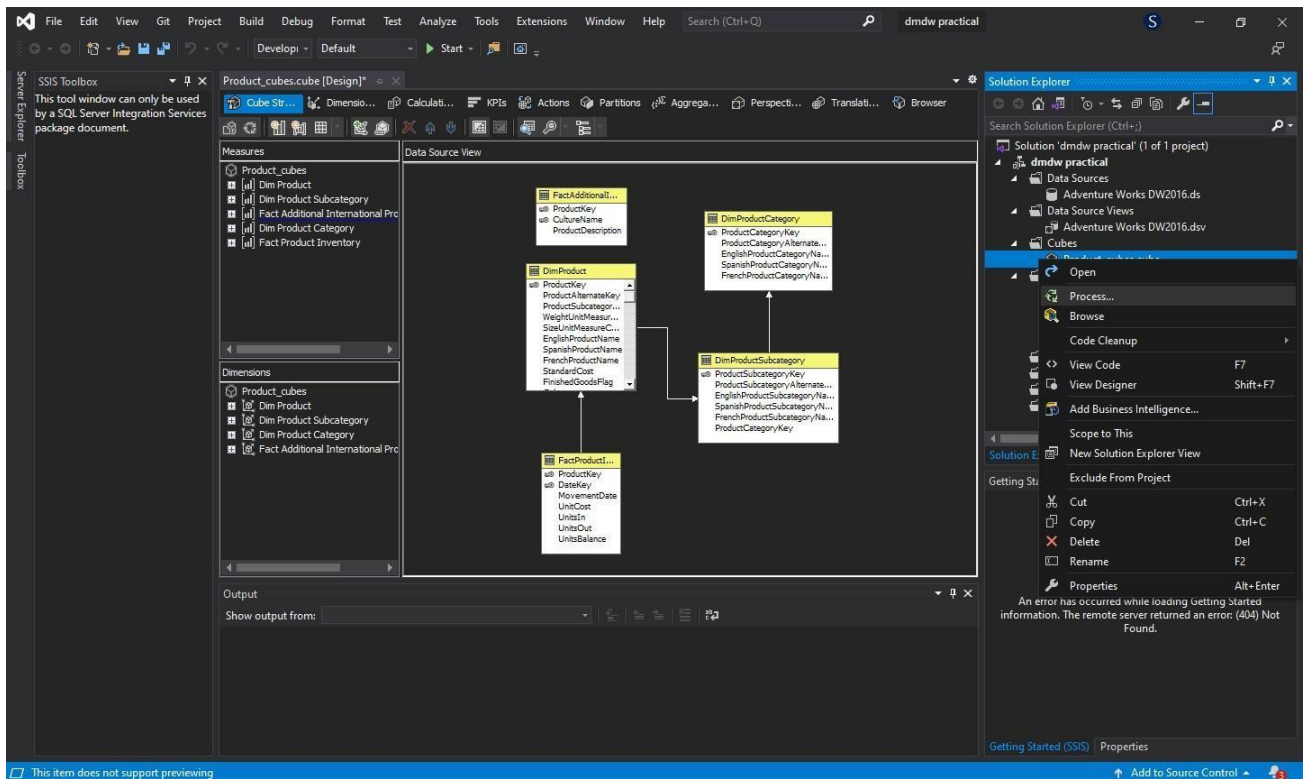 File Edit View Git Project Build Debug Format Test Analyze Tools Extensions Window Help Search (Ctrl+Q) dmdw practical S
Developi Default Start
Server Explorer
Toolbox
SSIS Toolbox
This tool window can only be used
by a SQL Server Integration Services
package document.
Product_cubes.cube [Design]*
Cube Str... Dimensio... Calculati... KPIs Actions Partitions Aggrega... Perspecti... Translati... Browser
Measures
Product_cubes
Dim Product
Dim Product Subcategory
Fact Additional International Prc
Dim Product Category
Fact Product Inventory
Dimensions
Product_cubes
Dim Product
Dim Product Subcategory
Dim Product Category
Fact Additional International Prc
Data Source View
FactAdditionalI...
ProductKey
CultureName
ProductDescription
DimProductCategory
ProductCategoryKey
ProductCategoryAlternate...
EnglishProductCategoryNa...
SpanishProductCategoryN...
FrenchProductCategoryNa...
DimProduct
ProductKey
ProductAlternateKey
ProductSubcategor...
WeightUnitMeasur...
SizeUnitMeasureC...
EnglishProductName
SpanishProductName
FrenchProductName
StandardCost
FinishedGoodsFlag
DimProductSubcategory
ProductSubcategoryKey
ProductSubcategoryAlternate...
EnglishProductSubcategoryNa...
SpanishProductSubcategoryN...
FrenchProductSubcategoryNa...
ProductCategoryKey
FactProductI...
ProductKey
DateKey
MovementDate
UnitCost
UnitsIn
UnitsOut
UnitsBalance
Output
Show output from:
Solution Explorer
Search Solution Explorer (Ctrl+;)
Solution 'dmdw practical' (1 of 1 project)
dmdw practical
Data Sources
Adventure Works DW2016.ds
Data Source Views
Adventure Works DW2016.dsv
Cubes
Product_cubes.cube
Open
Process...
Browse
Code Cleanup
View Code F7
View Designer Shift+F7
Add Business Intelligence...
Scope to This
New Solution Explorer View
Exclude From Project
Cut Ctrl+X
Copy Ctrl+C
Delete Del
Rename F2
Properties Alt+Enter
Solution E
Getting Sta
An error has occurred while loading Getting Started
information. The remote server returned an error: (404) Not
Found.
Getting Started (SSIS) Properties
This item does not support previewing
Add to Source Control 3